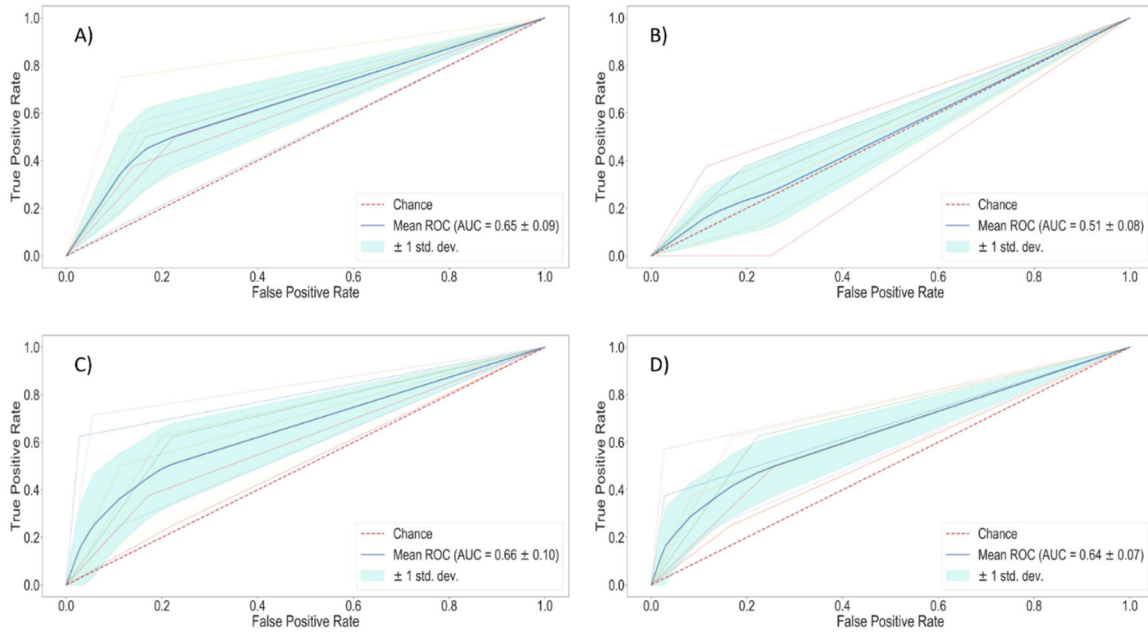 A)
1.0
0.8
0.6
0.4
0.2
0.0
True Positive Rate
Chance
Mean ROC (AUC = 0.65 ± 0.09)
± 1 std. dev.
0.0 0.2 0.4 0.6 0.8 1.0
False Positive Rate
B)
1.0
0.8
0.6
0.4
0.2
0.0
True Positive Rate
Chance
Mean ROC (AUC = 0.51 ± 0.08)
± 1 std. dev.
0.0 0.2 0.4 0.6 0.8 1.0
False Positive Rate
C)
1.0
0.8
0.6
0.4
0.2
0.0
True Positive Rate
Chance
Mean ROC (AUC = 0.66 ± 0.10)
± 1 std. dev.
0.0 0.2 0.4 0.6 0.8 1.0
False Positive Rate
D)
1.0
0.8
0.6
0.4
0.2
0.0
True Positive Rate
Chance
Mean ROC (AUC = 0.64 ± 0.07)
± 1 std. dev.
0.0 0.2 0.4 0.6 0.8 1.0
False Positive Rate